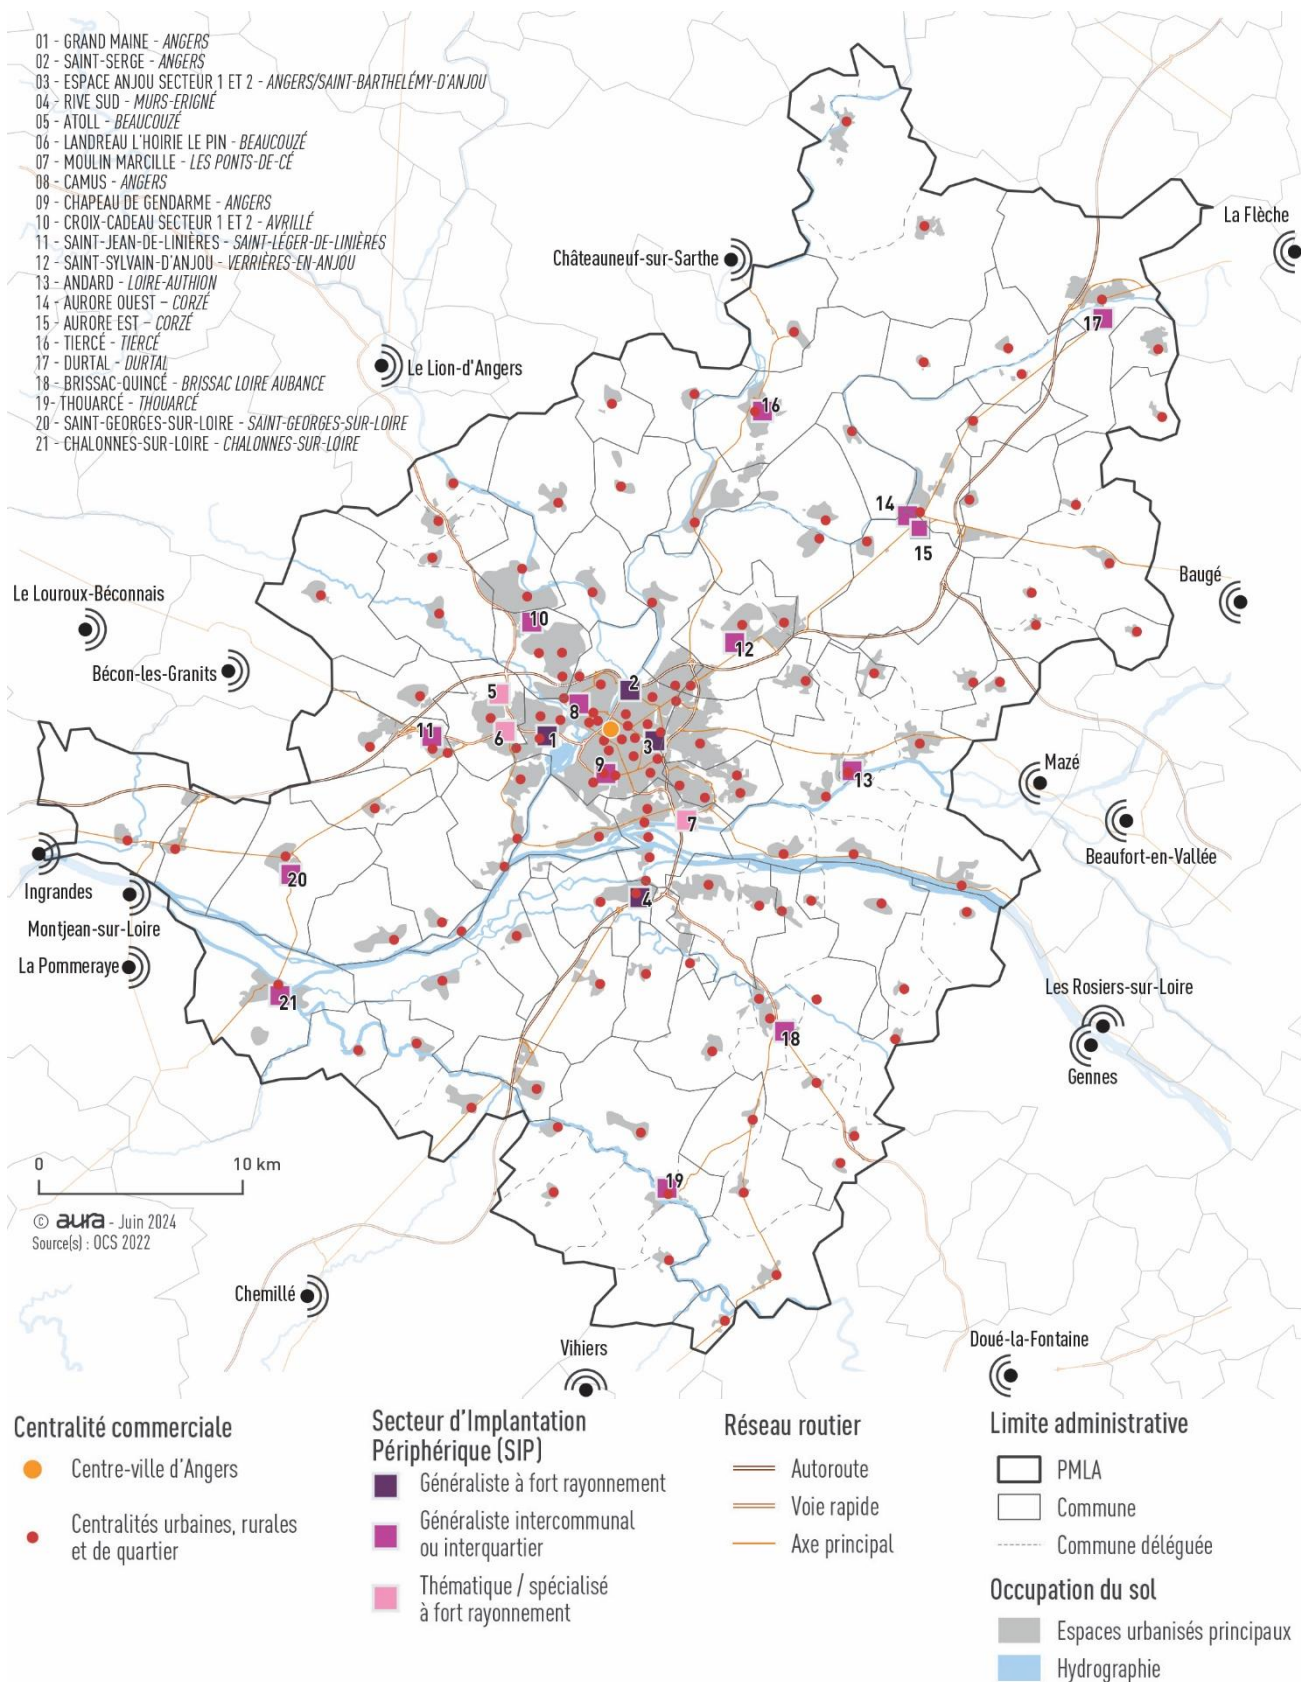 01 - GRAND MAINE - ANGERS
02 - SAINT-SERGE - ANGERS
03 - ESPACE ANJOU SECTEUR 1 ET 2 - ANGERS/SAINT-BARTHELÉMY-D'ANJOU
04 - RIVE SUD - MURS-ERIGNÉ
05 - ATOLL - BEAUCOUZÉ
06 - LANDREAU L'HOIRIE LE PIN - BEAUCOUZÉ
07 - MOULIN MARCILLE - LES PONTS-DE-CÉ
08 - CAMUS - ANGERS
09 - CHAPEAU DE GENDARME - ANGERS
10 - CROIX-CADEAU SECTEUR 1 ET 2 - AVRILLÉ
11 - SAINT-JEAN-DE-LINIÈRES - SAINT-LÉGER-DE-LINIÈRES
12 - SAINT-SYLVAIN-D'ANJOU - VERRIÈRES-EN-ANJOU
13 - ANDARD - LOIRE-AUTHION
14 - AURORE OUEST – CORZÉ
15 - AURORE EST – CORZÉ
16 - TIERCÉ - TIERCÉ
17 - DURTAL - DURTAL
18 - BRISSAC-QUINCÉ - BRISSAC LOIRE AUBANCE
19 - THOUARCÉ - THOUARCÉ
20 - SAINT-GEORGES-SUR-LOIRE - SAINT-GEORGES-SUR-LOIRE
21 - CHALONNES-SUR-LOIRE - CHALONNES-SUR-LOIRE
La Flèche
Châteauneuf-sur-Sarthe
17
Le Lion-d'Angers
16
14
15
Baugé
Le Louroux-Béconnais
10
12
Bécon-les-Granits
5
2
8
11
6
1
3
9
13
Mazé
7
Beaufort-en-Vallée
20
Ingrandes
4
Montjean-sur-Loire
La Pommeraye
21
Les Rosiers-sur-Loire
18
Gennes
0
10 km
19
© aura - Juin 2024
Source(s) : OCS 2022
Chemillé
Vihiers
Doué-la-Fontaine
Centralité commerciale
Centre-ville d'Angers
Centralités urbaines, rurales
et de quartier
Secteur d'Implantation
Périphérique (SIP)
Généraliste à fort rayonnement
Généraliste intercommunal
ou interquartier
Thématique / spécialisé
à fort rayonnement
Réseau routier
Autoroute
Voie rapide
Axe principal
Limite administrative
PMLA
Commune
Commune déléguée
Occupation du sol
Espaces urbanisés principaux
Hydrographie